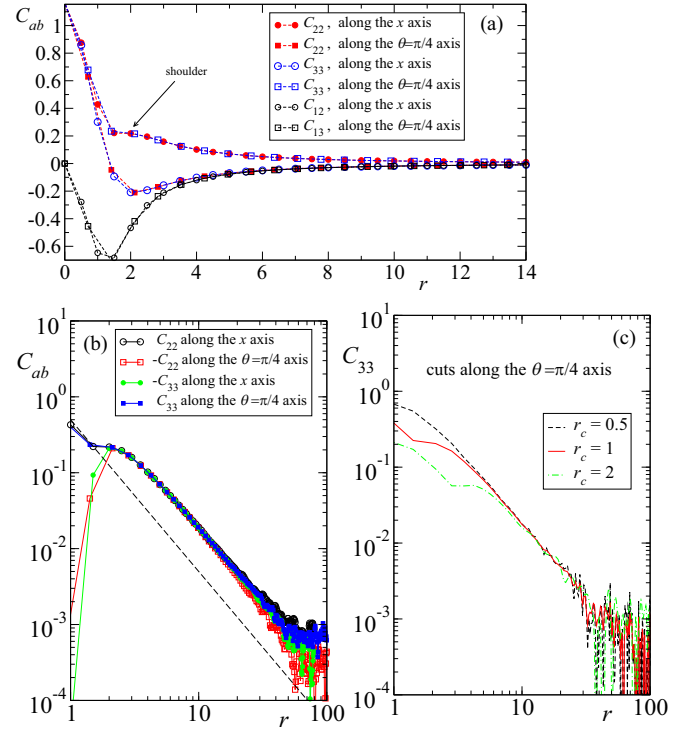 C_ab
(a)
C_22 , along the x axis
C_22 , along the θ=π/4 axis
C_33 , along the x axis
C_33 , along the θ=π/4 axis
C_12 , along the x axis
C_13 , along the θ=π/4 axis
shoulder
1
0.8
0.6
0.4
0.2
0
-0.2
-0.4
-0.6
0 2 4 6 8 10 12 14
r
(b)
C_ab
C_22 along the x axis
-C_22 along the θ=π/4 axis
-C_33 along the x axis
C_33 along the θ=π/4 axis
10^1
10^0
10^-1
10^-2
10^-3
10^-4
1 10 100
r
(c)
C_33
cuts along the θ=π/4 axis
r_c = 0.5
r_c = 1
r_c = 2
10^1
10^0
10^-1
10^-2
10^-3
10^-4
1 10 100
r